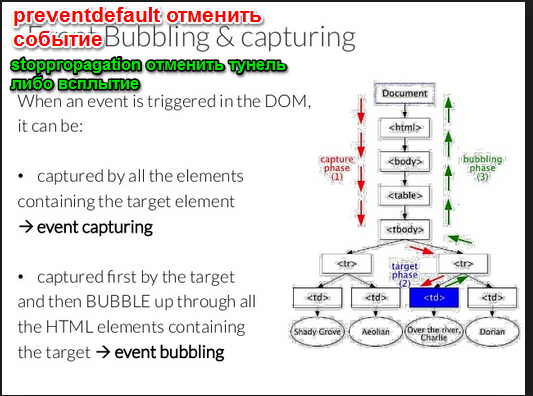 preventdefault отменить
событие
Event Bubbling & capturing
stoppropagation отменить тунель
либо всплытие
When an event is triggered in the DOM,
it can be:
• captured by all the elements
containing the target element
→ event capturing
• captured first by the target
and then BUBBLE up through all
the HTML elements containing
the target → event bubbling
Document
<html>
<body>
<table>
<tbody>
capture
phase
(1)
bubbling
phase
(3)
<tr>
target
phase
(2)
<tr>
<td>
<td>
<td>
<td>
Shady Grove
Aeolian
Over the river,
Charlie
Dorian